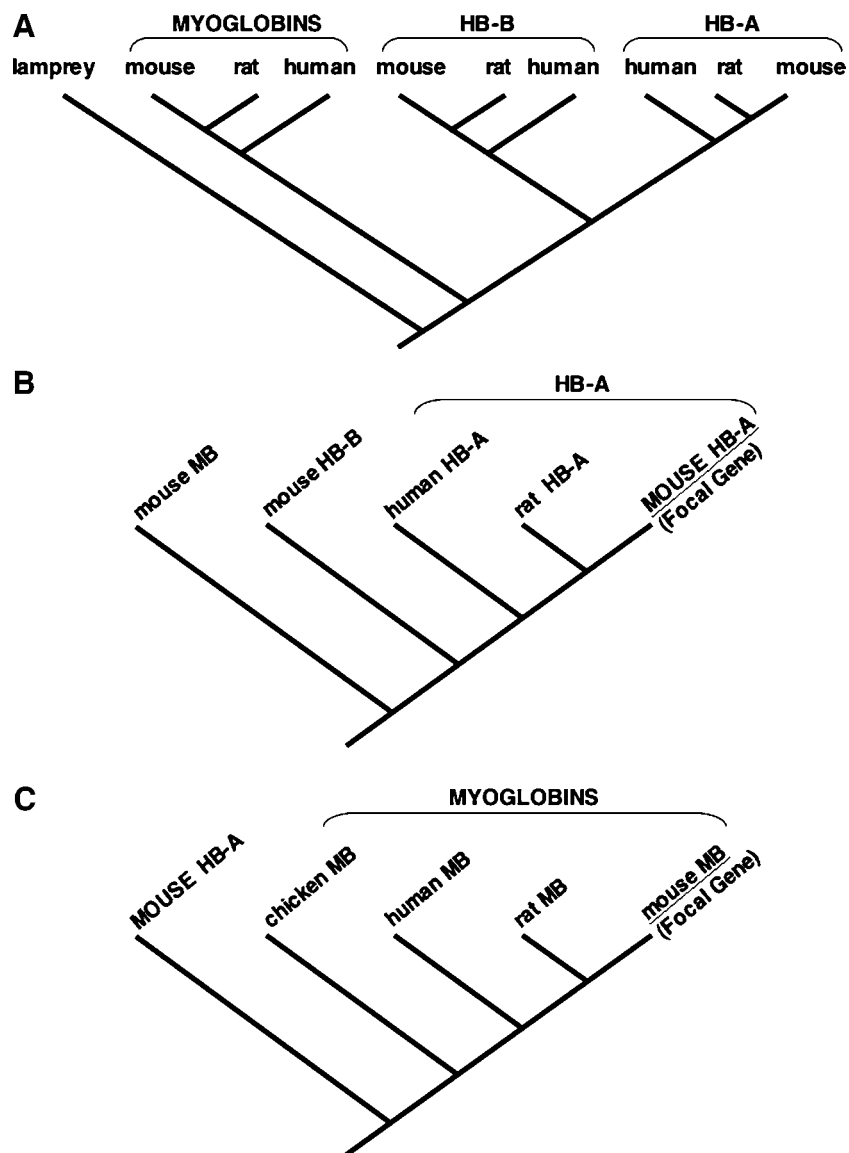 A
MYOGLOBINS HB-B HB-A
lamprey mouse rat human mouse rat human human rat mouse
B
HB-A
mouse MB
mouse HB-B
human HB-A
rat HB-A
MOUSE HB-A
(Focal Gene)
C
MYOGLOBINS
MOUSE HB-A
chicken MB
human MB
rat MB
mouse MB
(Focal Gene)